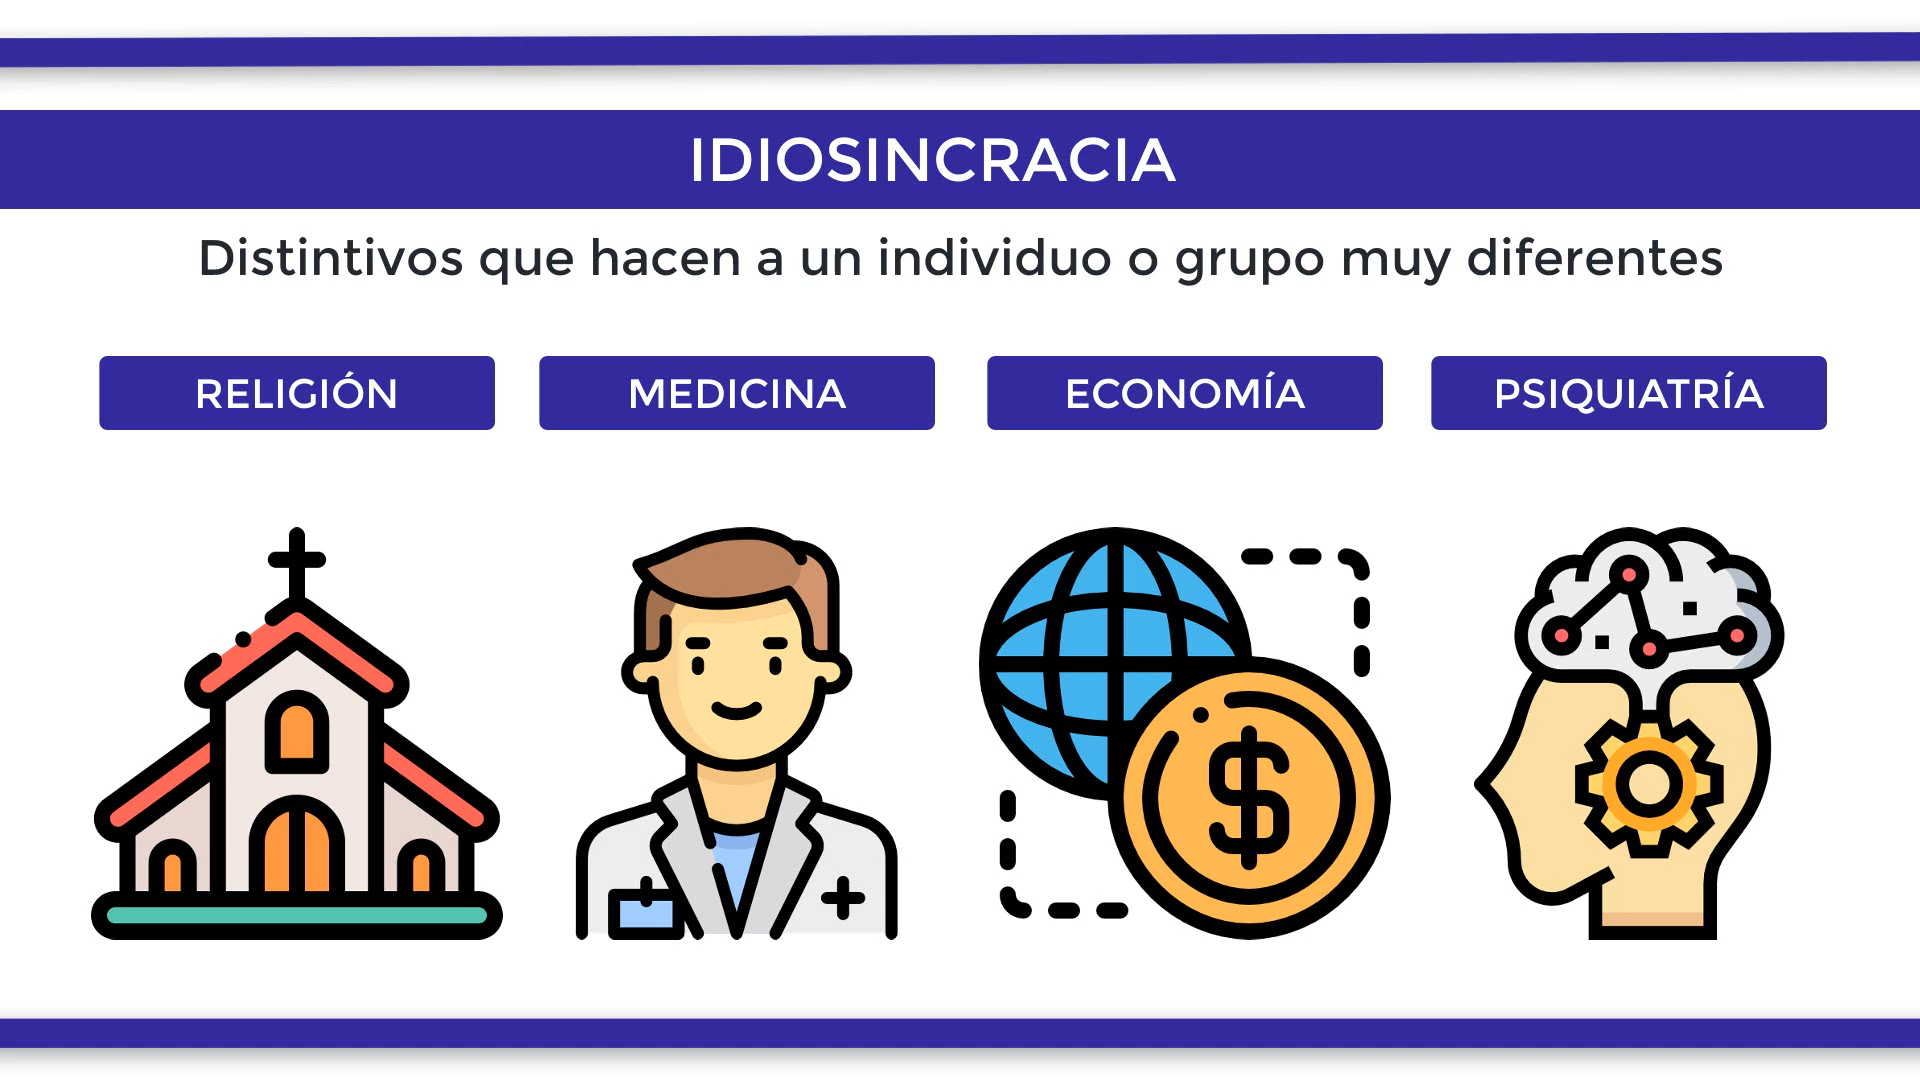 IDIOSINCRACIA
Distintivos que hacen a un individuo o grupo muy diferentes
RELIGIÓN
MEDICINA
ECONOMÍA
PSIQUIATRÍA
$